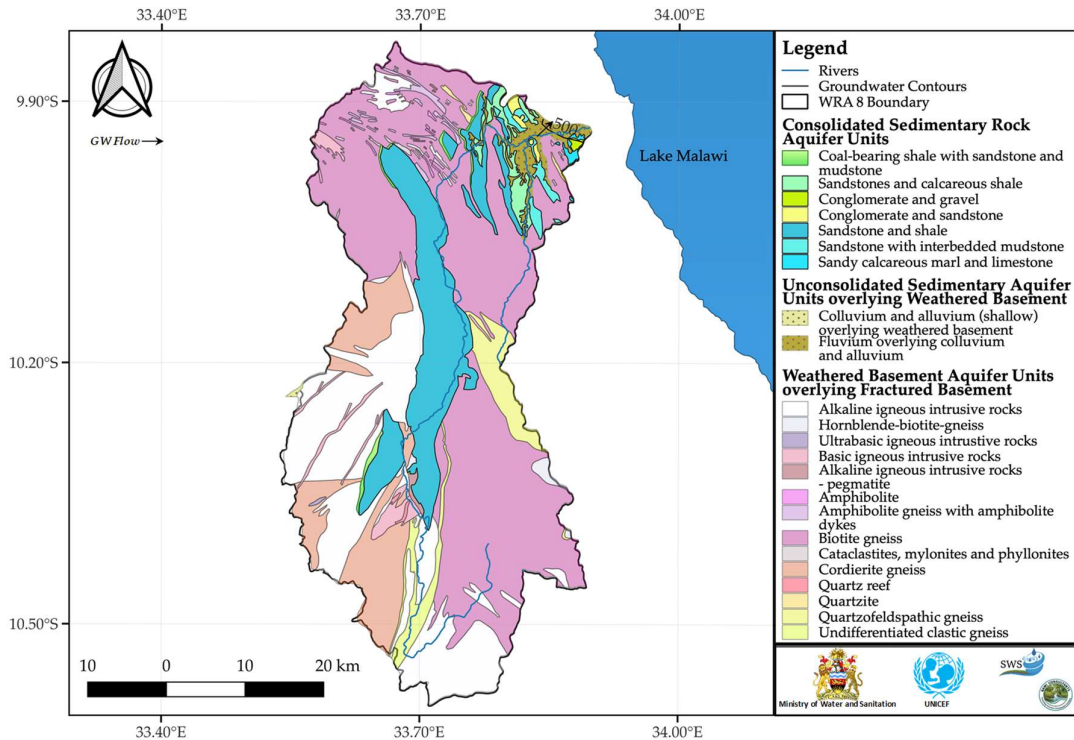 33.40°E
33.70°E
34.00°E
9.90°S
10.20°S
10.50°S
GW Flow
500
Lake Malawi
10
0
10
20 km
33.40°E
33.70°E
34.00°E
Legend
Rivers
Groundwater Contours
WRA 8 Boundary
Consolidated Sedimentary Rock
Aquifer Units
Coal-bearing shale with sandstone and
mudstone
Sandstones and calcareous shale
Conglomerate and gravel
Conglomerate and sandstone
Sandstone and shale
Sandstone with interbedded mudstone
Sandy calcareous marl and limestone
Unconsolidated Sedimentary Aquifer
Units overlying Weathered Basement
Colluvium and alluvium (shallow)
overlying weathered basement
Fluvium overlying colluvium
and alluvium
Weathered Basement Aquifer Units
overlying Fractured Basement
Alkaline igneous intrusive rocks
Hornblende-biotite-gneiss
Ultrabasic igneous instrustive rocks
Basic igneous intrusive rocks
Alkaline igneous intrusive rocks
- pegmatite
Amphibolite
Amphibolite gneiss with amphibolite
dykes
Biotite gneiss
Cataclastites, mylonites and phyllonites
Cordierite gneiss
Quartz reef
Quartzite
Quartzofeldspathic gneiss
Undifferentiated clastic gneiss
Ministry of Water and Sanitation
UNICEF
SWS